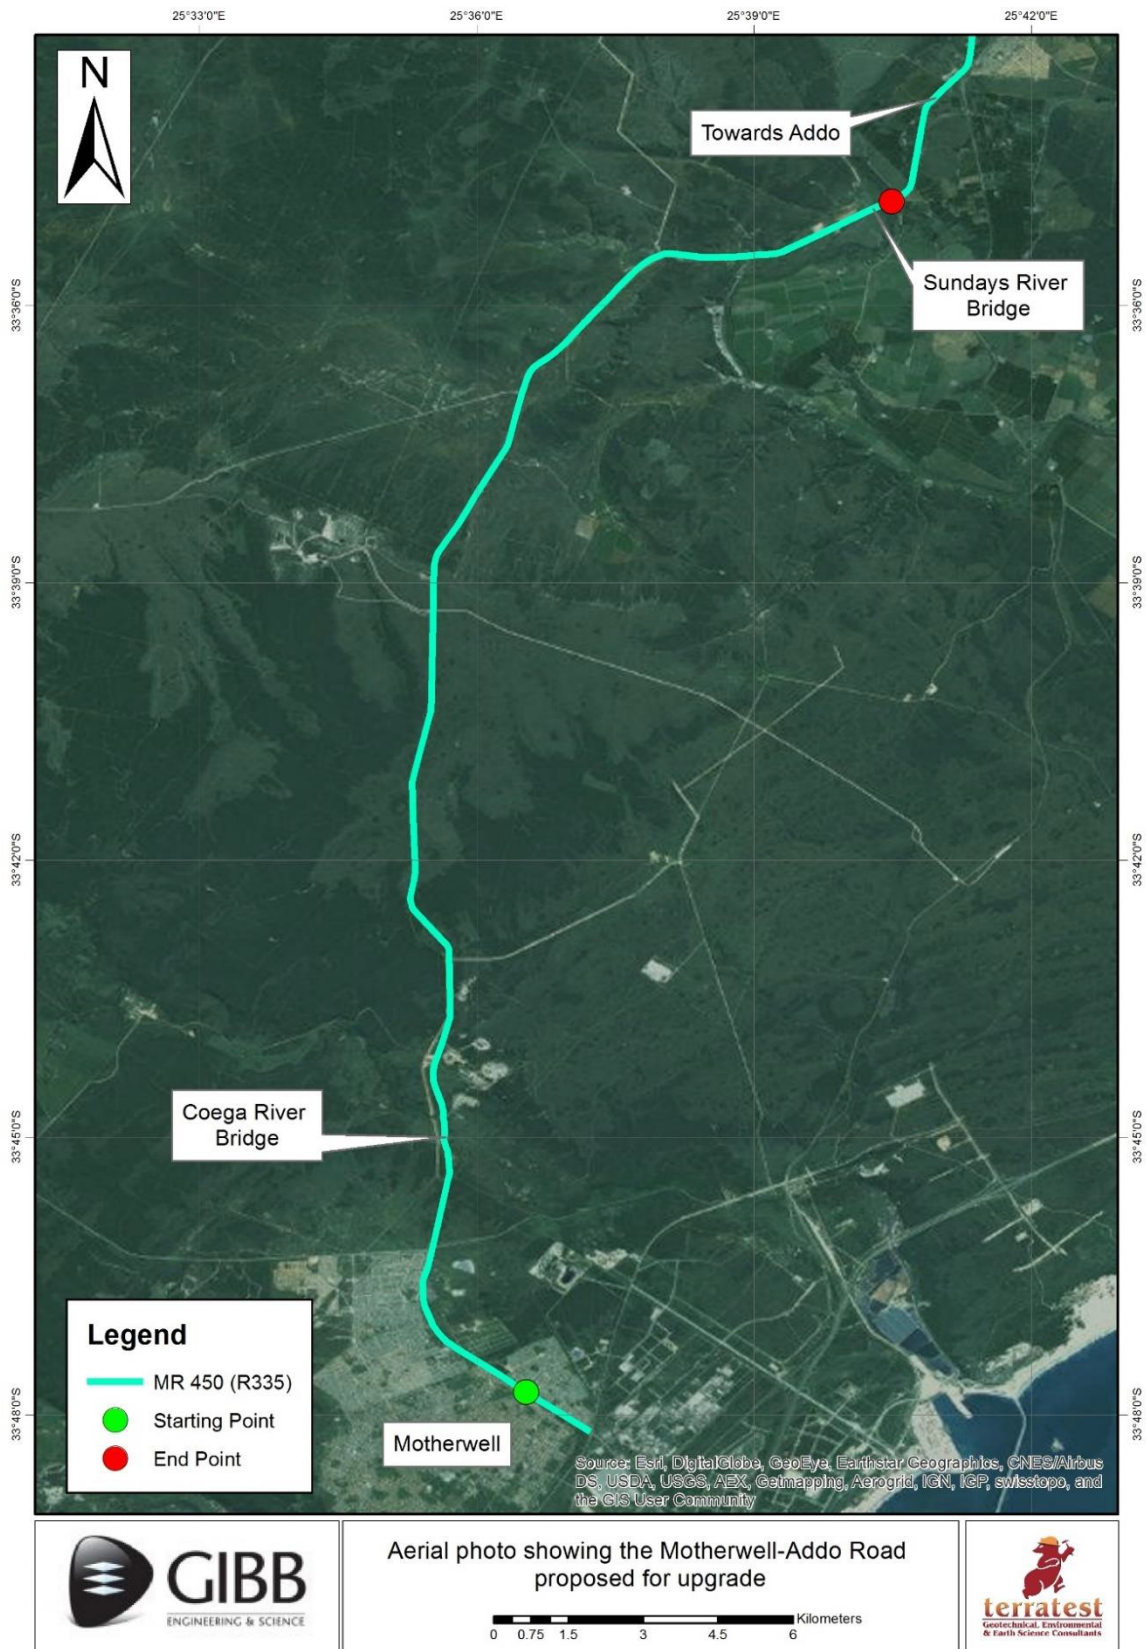 25°33'0"E
25°36'0"E
25°39'0"E
25°42'0"E
N
Towards Addo
Sundays River
Bridge
33°36'0"S
33°36'0"S
33°39'0"S
33°39'0"S
33°42'0"S
33°42'0"S
Coega River
Bridge
33°45'0"S
33°45'0"S
Legend
MR 450 (R335)
Starting Point
End Point
33°48'0"S
33°48'0"S
Motherwell
Source: Esri, DigitalGlobe, GeoEye, Earthstar Geographics, CNES/Airbus
DS, USDA, USGS, AEX, Getmapping, Aerogrid, IGN, IGP, swisstopo, and
the GIS User Community
GIBB
ENGINEERING & SCIENCE
Aerial photo showing the Motherwell-Addo Road
proposed for upgrade
Kilometers
0 0.75 1.5 3 4.5 6
terratest
Geotechnical, Environmental
& Earth Science Consultants